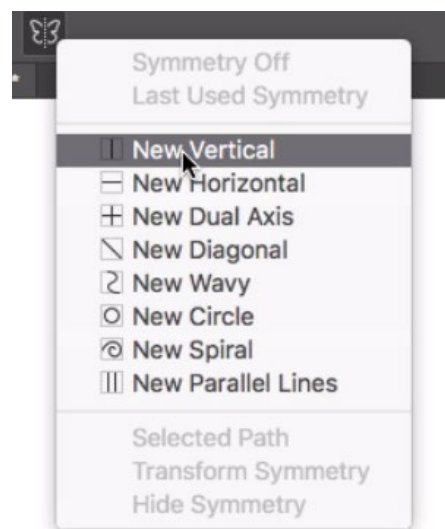 Symmetry Off
Last Used Symmetry
New Vertical
New Horizontal
New Dual Axis
New Diagonal
New Wavy
New Circle
New Spiral
New Parallel Lines
Selected Path
Transform Symmetry
Hide Symmetry